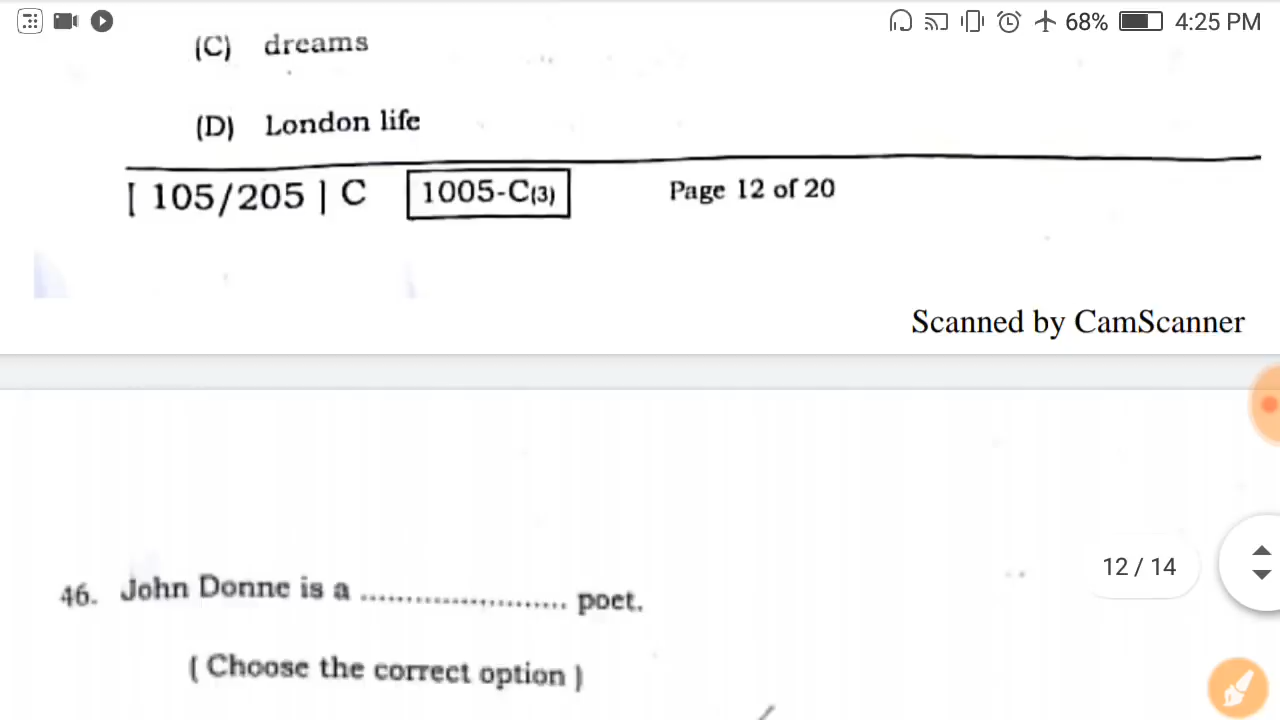 68% 4:25 PM
(C) dreams
(D) London life
[ 105/205 ] C 1005-C(3) Page 12 of 20
Scanned by CamScanner
12 / 14
46. John Donne is a ....................... poet.
( Choose the correct option )